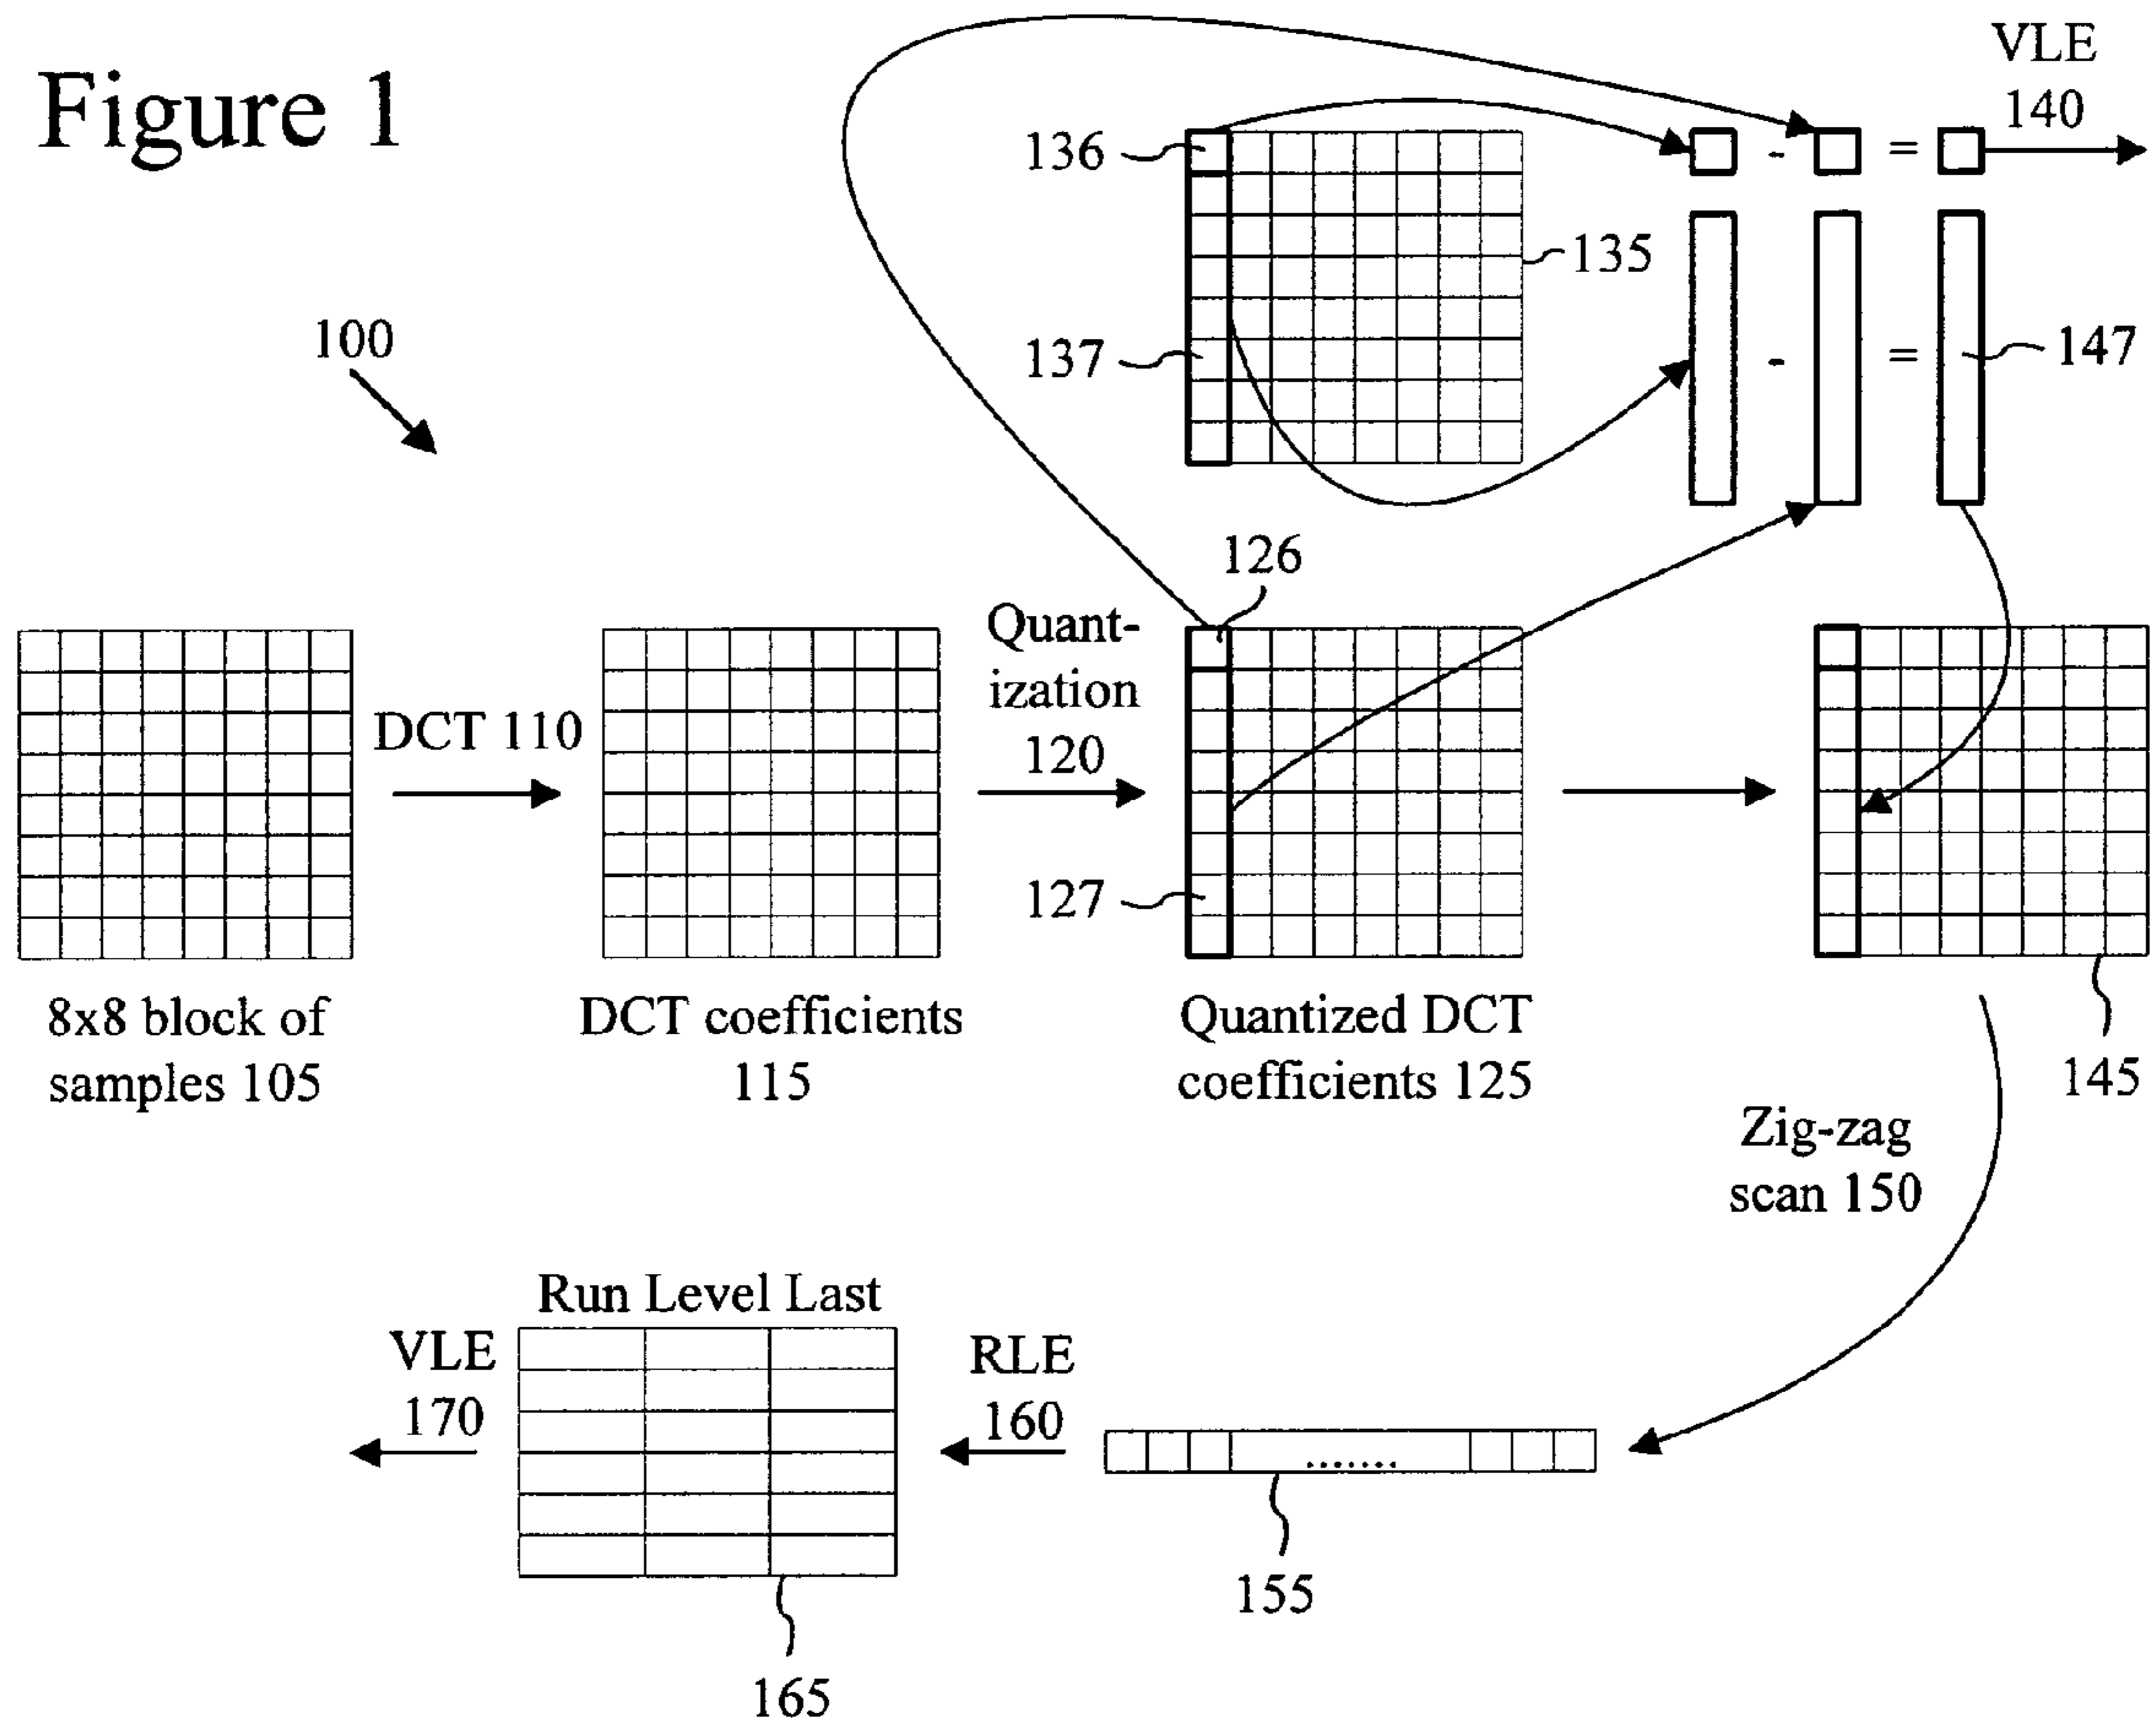 Figure 1
VLE
140
136
-
=
135
100
137
-
=
147
126
Quant-
ization
120
DCT 110
127
8x8 block of
samples 105
DCT coefficients
115
Quantized DCT
coefficients 125
145
Zig-zag
scan 150
Run Level Last
VLE
170
RLE
160
.......
155
165